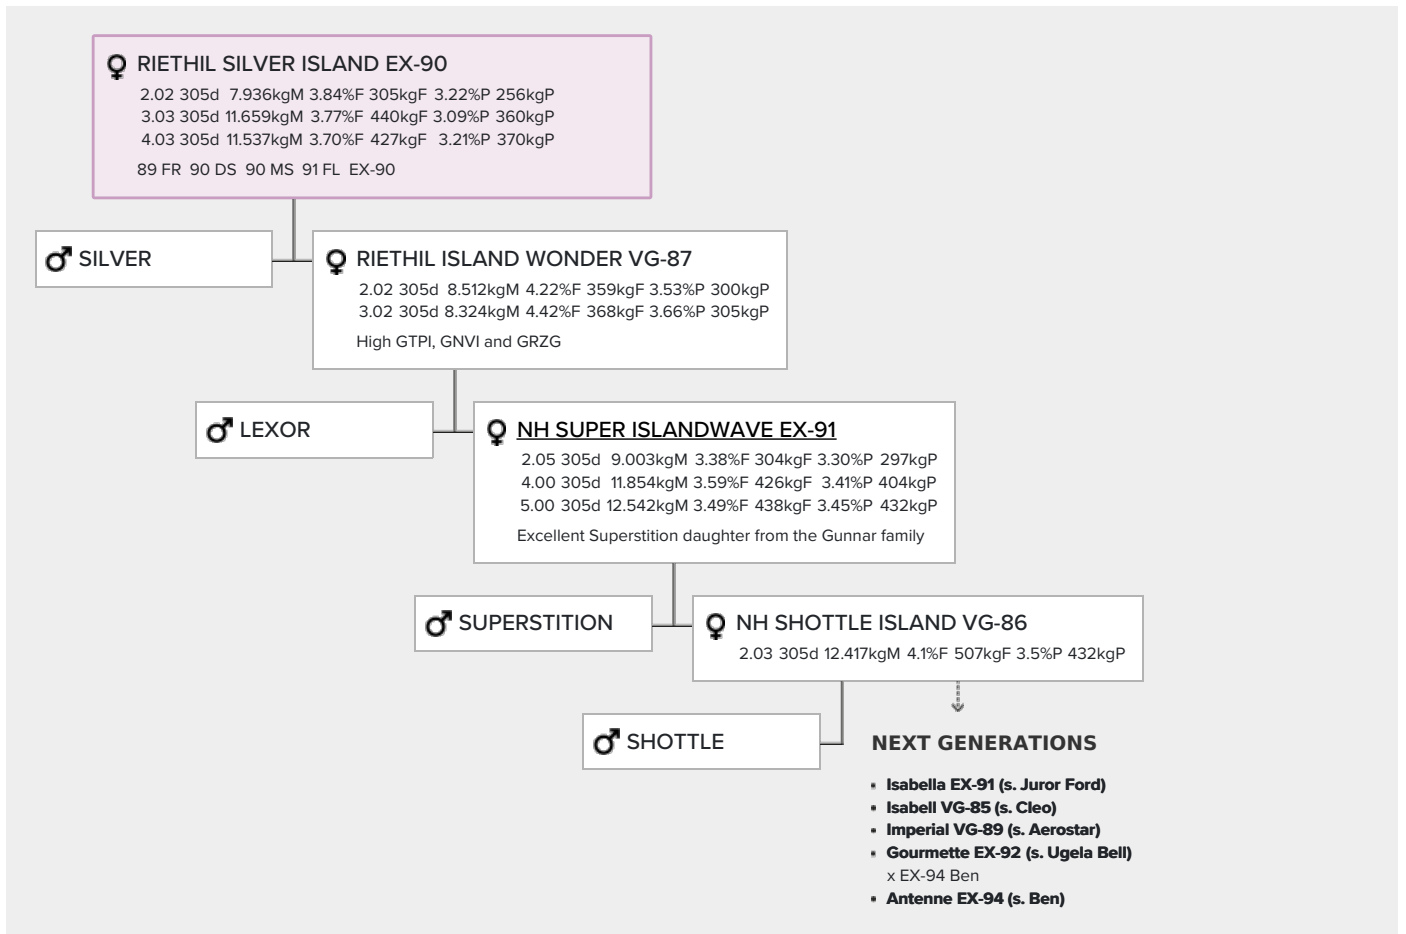 RIETHIL SILVER ISLAND EX-90
2.02 305d 7.936kgM 3.84%F 305kgF 3.22%P 256kgP
3.03 305d 11.659kgM 3.77%F 440kgF 3.09%P 360kgP
4.03 305d 11.537kgM 3.70%F 427kgF 3.21%P 370kgP
89 FR 90 DS 90 MS 91 FL EX-90
SILVER
RIETHIL ISLAND WONDER VG-87
2.02 305d 8.512kgM 4.22%F 359kgF 3.53%P 300kgP
3.02 305d 8.324kgM 4.42%F 368kgF 3.66%P 305kgP
High GTPI, GNVI and GRZG
LEXOR
NH SUPER ISLANDWAVE EX-91
2.05 305d 9.003kgM 3.38%F 304kgF 3.30%P 297kgP
4.00 305d 11.854kgM 3.59%F 426kgF 3.41%P 404kgP
5.00 305d 12.542kgM 3.49%F 438kgF 3.45%P 432kgP
Excellent Superstition daughter from the Gunnar family
SUPERSTITION
NH SHOTTLE ISLAND VG-86
2.03 305d 12.417kgM 4.1%F 507kgF 3.5%P 432kgP
SHOTTLE
NEXT GENERATIONS
Isabella EX-91 (s. Juror Ford)
Isabell VG-85 (s. Cleo)
Imperial VG-89 (s. Aerostar)
Gourmette EX-92 (s. Ugela Bell)
x EX-94 Ben
Antenne EX-94 (s. Ben)